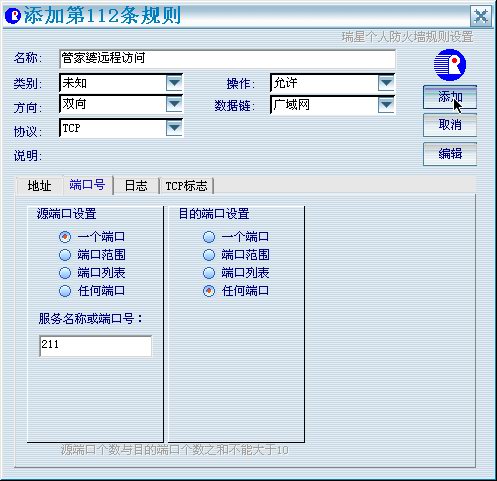 添加第112条规则
瑞星个人防火墙规则设置
名称: 管家婆远程访问
类别: 未知 操作: 允许
方向: 双向 数据链: 广域网
协议: TCP
说明:
添加
取消
编辑
地址 端口号 日志 TCP标志
源端口设置 目的端口设置
一个端口 一个端口
端口范围 端口范围
端口列表 端口列表
任何端口 任何端口
服务名称或端口号:
211
源端口个数与目的端口个数之和不能大于10